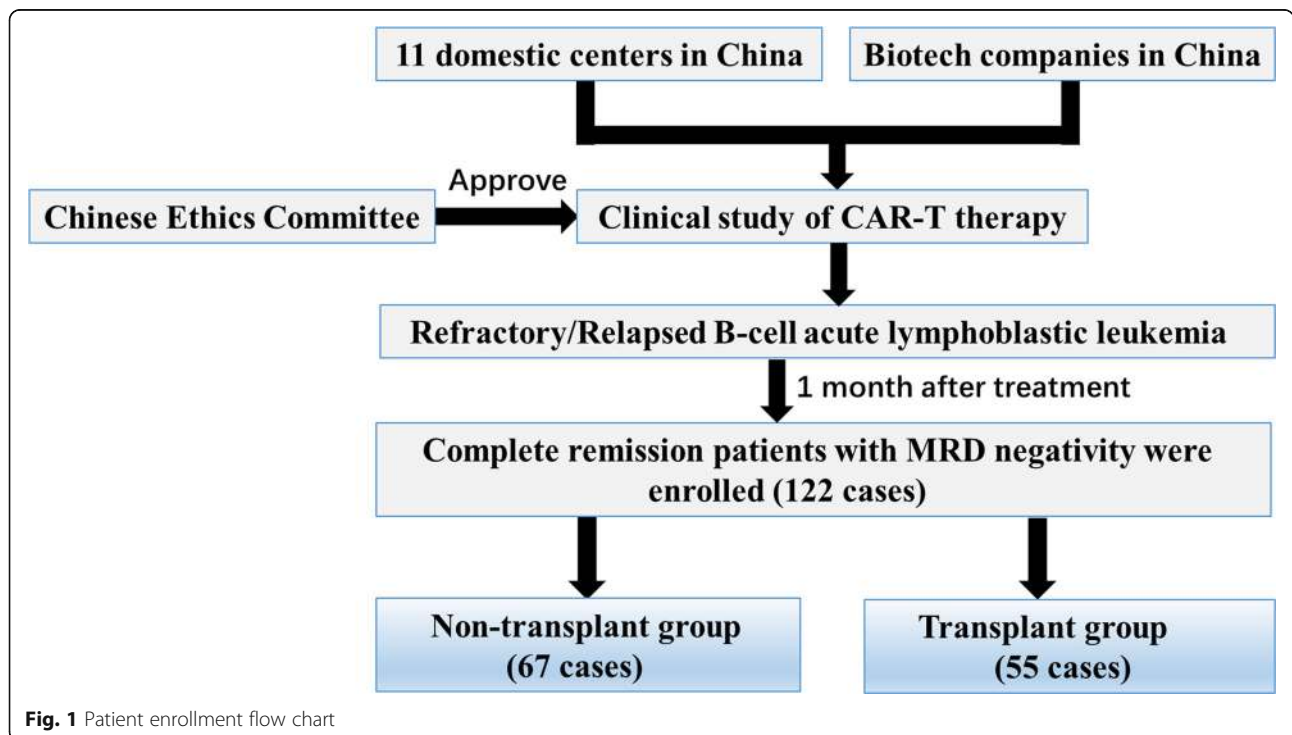 11 domestic centers in China
Biotech companies in China
Approve
Chinese Ethics Committee
Clinical study of CAR-T therapy
Refractory/Relapsed B-cell acute lymphoblastic leukemia
1 month after treatment
Complete remission patients with MRD negativity were
enrolled (122 cases)
Non-transplant group
(67 cases)
Transplant group
(55 cases)
Fig. 1 Patient enrollment flow chart